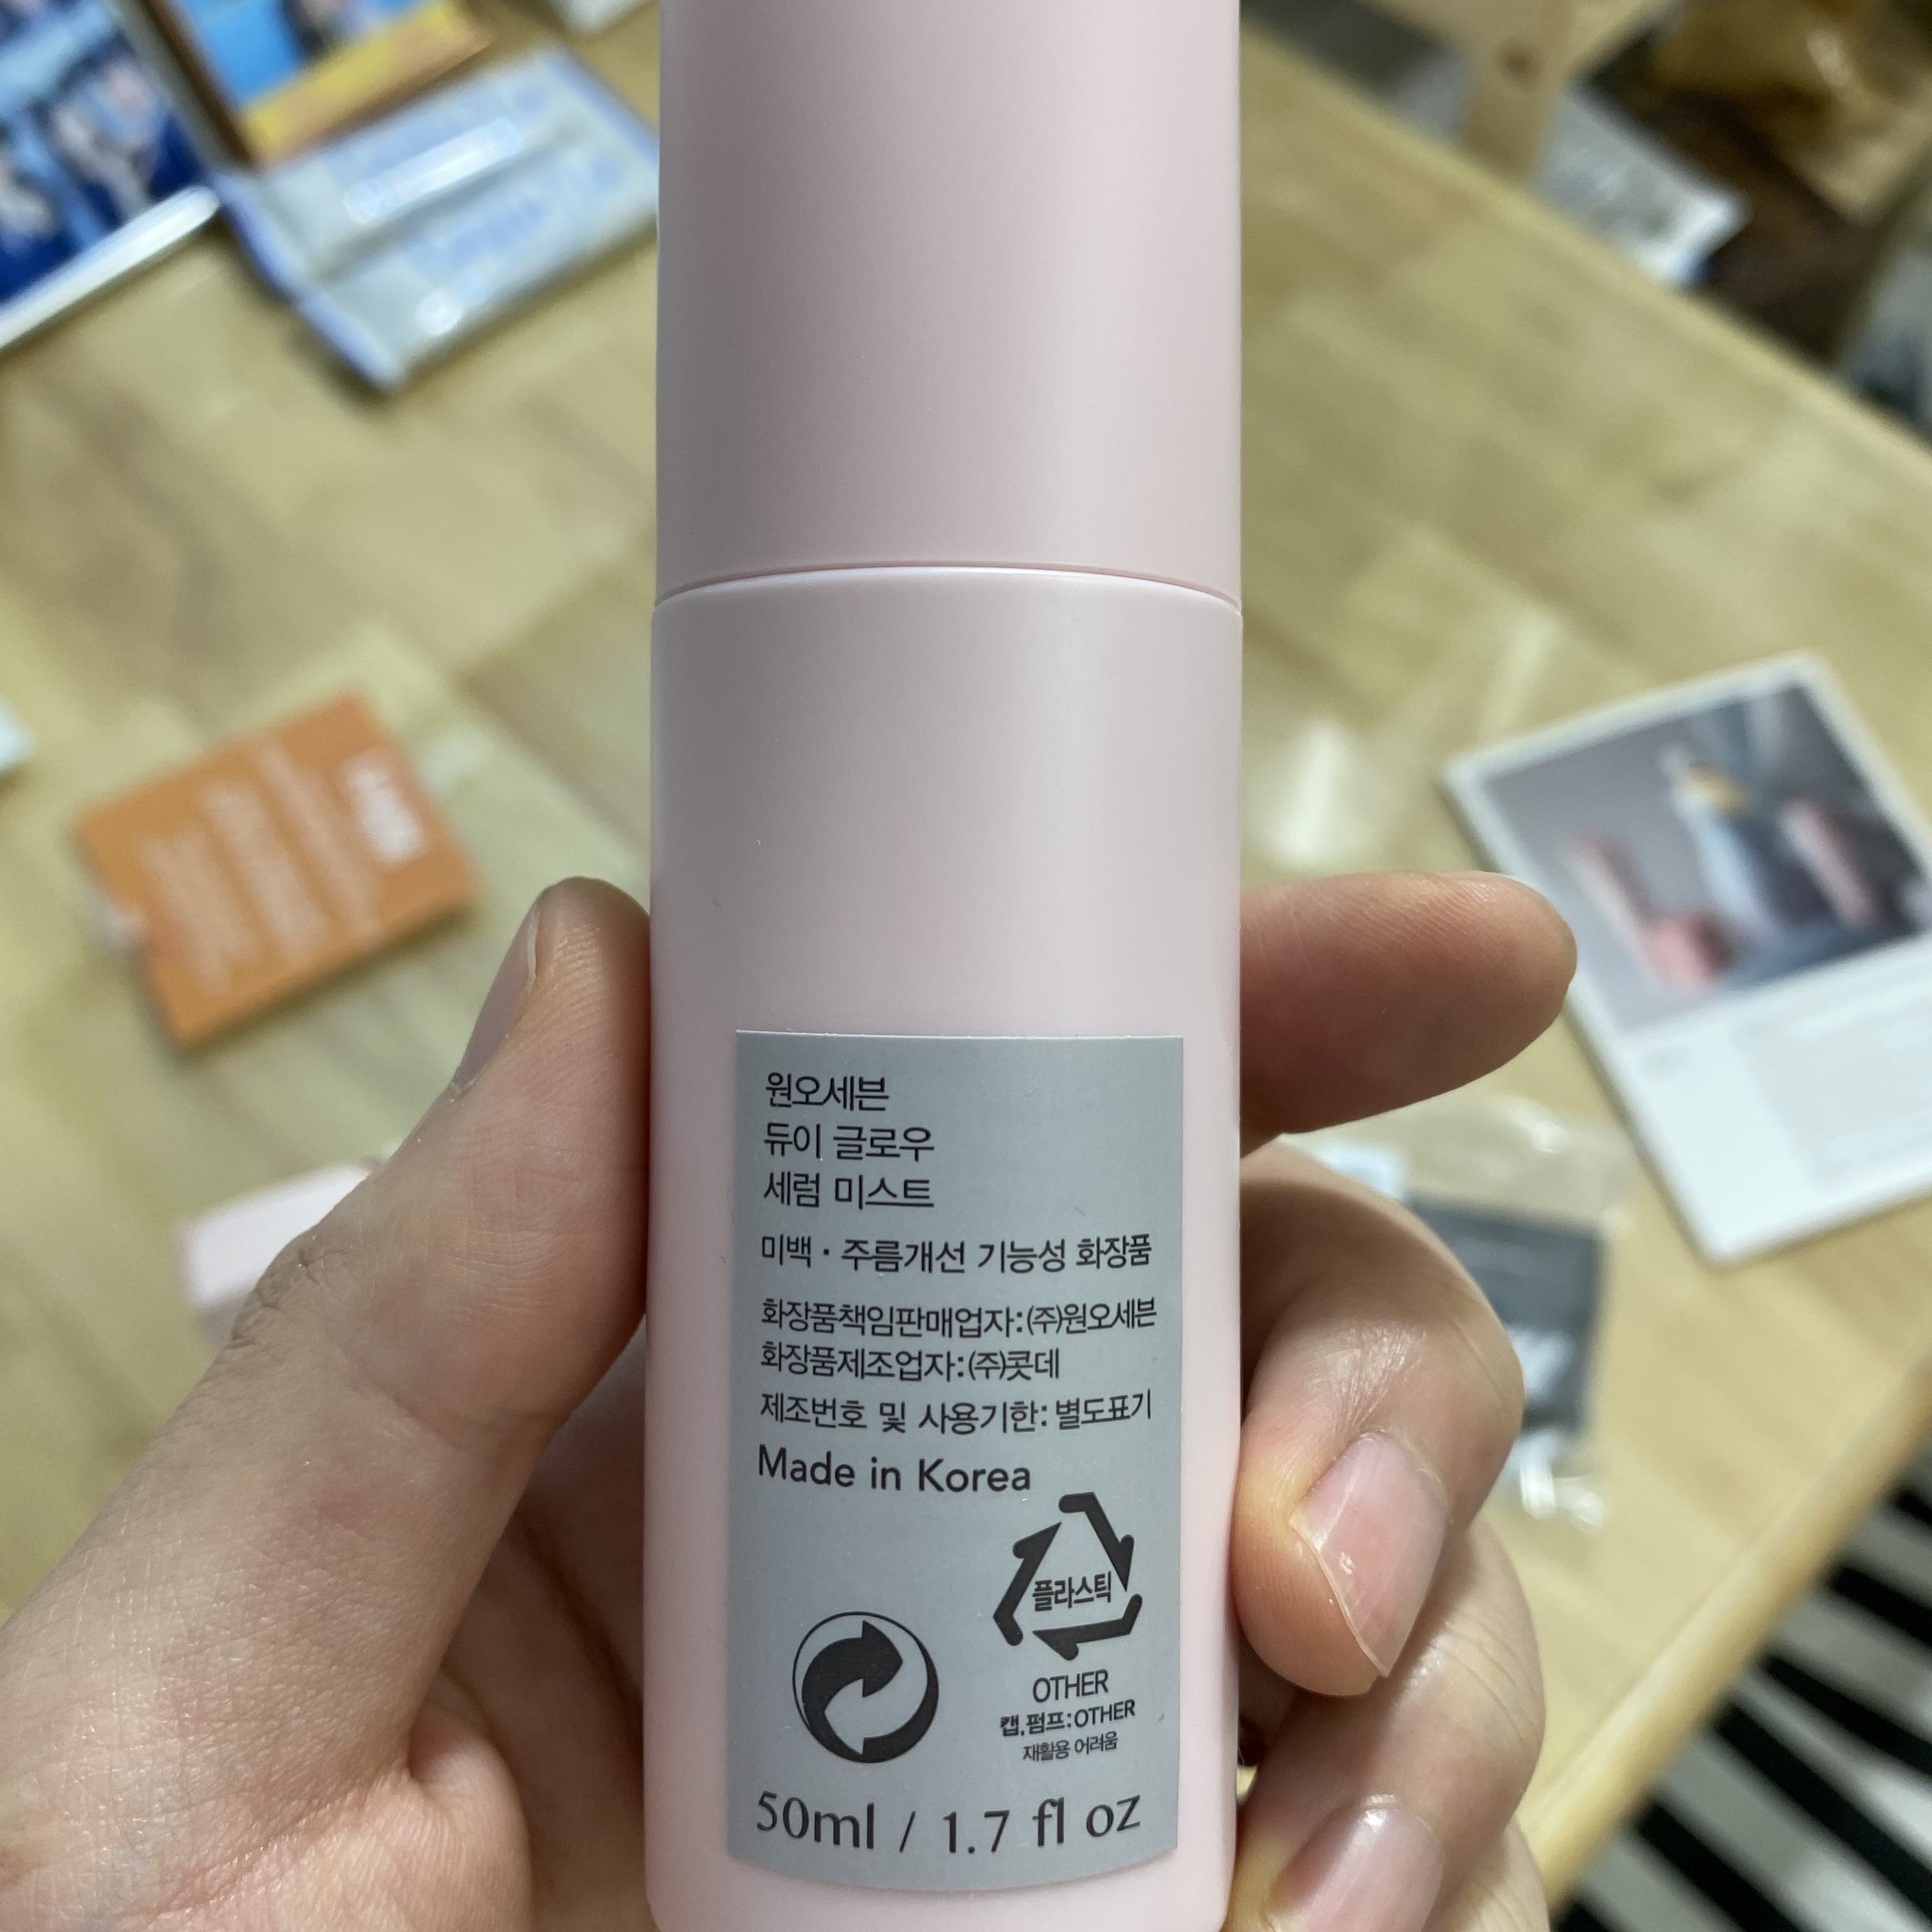 원오세븐
듀이 글로우
세럼 미스트
미백 · 주름개선 기능성 화장품
화장품책임판매업자:(주)원오세븐
화장품제조업자:(주)콧데
제조번호 및 사용기한: 별도표기
Made in Korea
플라스틱
OTHER
캡,펌프:OTHER
재활용 어려움
50ml / 1.7 fl oz